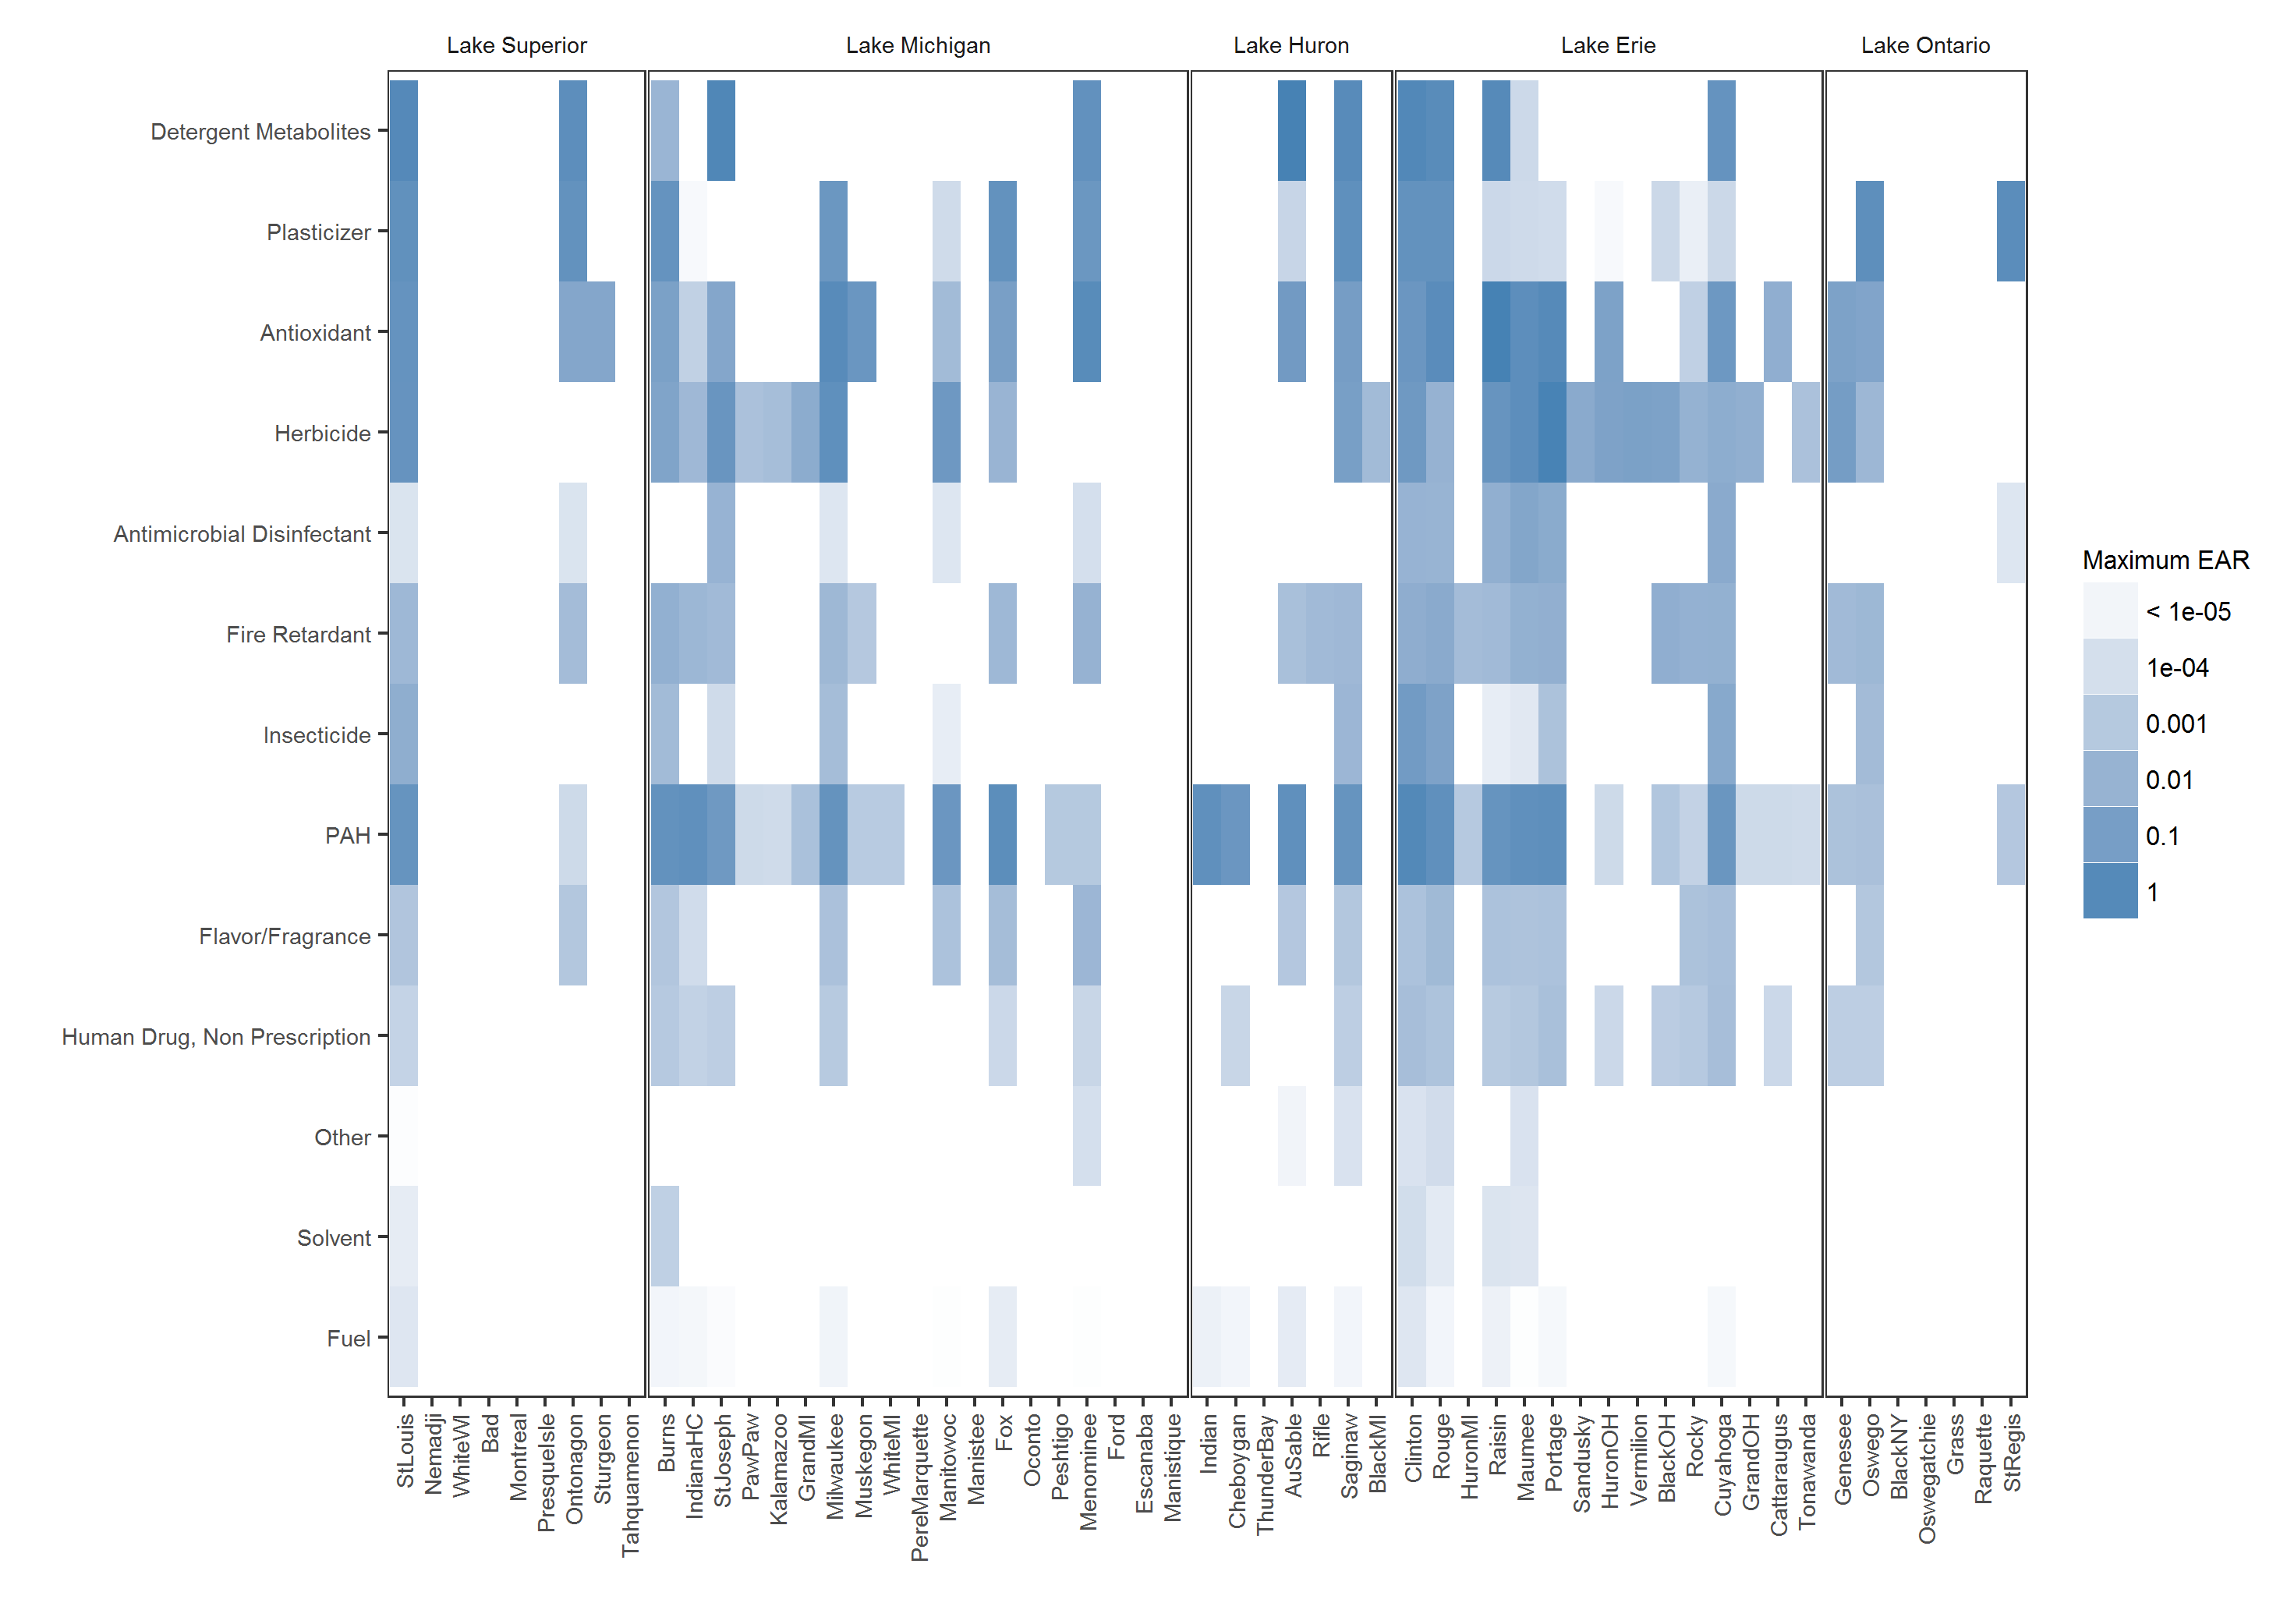 Lake Superior Lake Michigan Lake Huron Lake Erie Lake Ontario
Detergent Metabolites
Plasticizer
Antioxidant
Herbicide
Antimicrobial Disinfectant
Fire Retardant
Insecticide
PAH
Flavor/Fragrance
Human Drug, Non Prescription
Other
Solvent
Fuel
Maximum EAR
< 1e-05
1e-04
0.001
0.01
0.1
1
StLouis
Nemadji
WhiteWI
Bad
Montreal
PresqueIsle
Ontonagon
Sturgeon
Tahquamenon
Burns
IndianaHC
StJoseph
PawPaw
Kalamazoo
GrandMI
Milwaukee
Muskegon
WhiteMI
PereMarquette
Manitowoc
Manistee
Fox
Oconto
Peshtigo
Menominee
Ford
Escanaba
Manistique
Indian
Cheboygan
ThunderBay
AuSable
Rifle
Saginaw
BlackMI
Clinton
Rouge
HuronMI
Raisin
Maumee
Portage
Sandusky
HuronOH
Vermilion
BlackOH
Rocky
Cuyahoga
GrandOH
Cattaraugus
Tonawanda
Genesee
Oswego
BlackNY
Oswegatchie
Grass
Raquette
StRegis